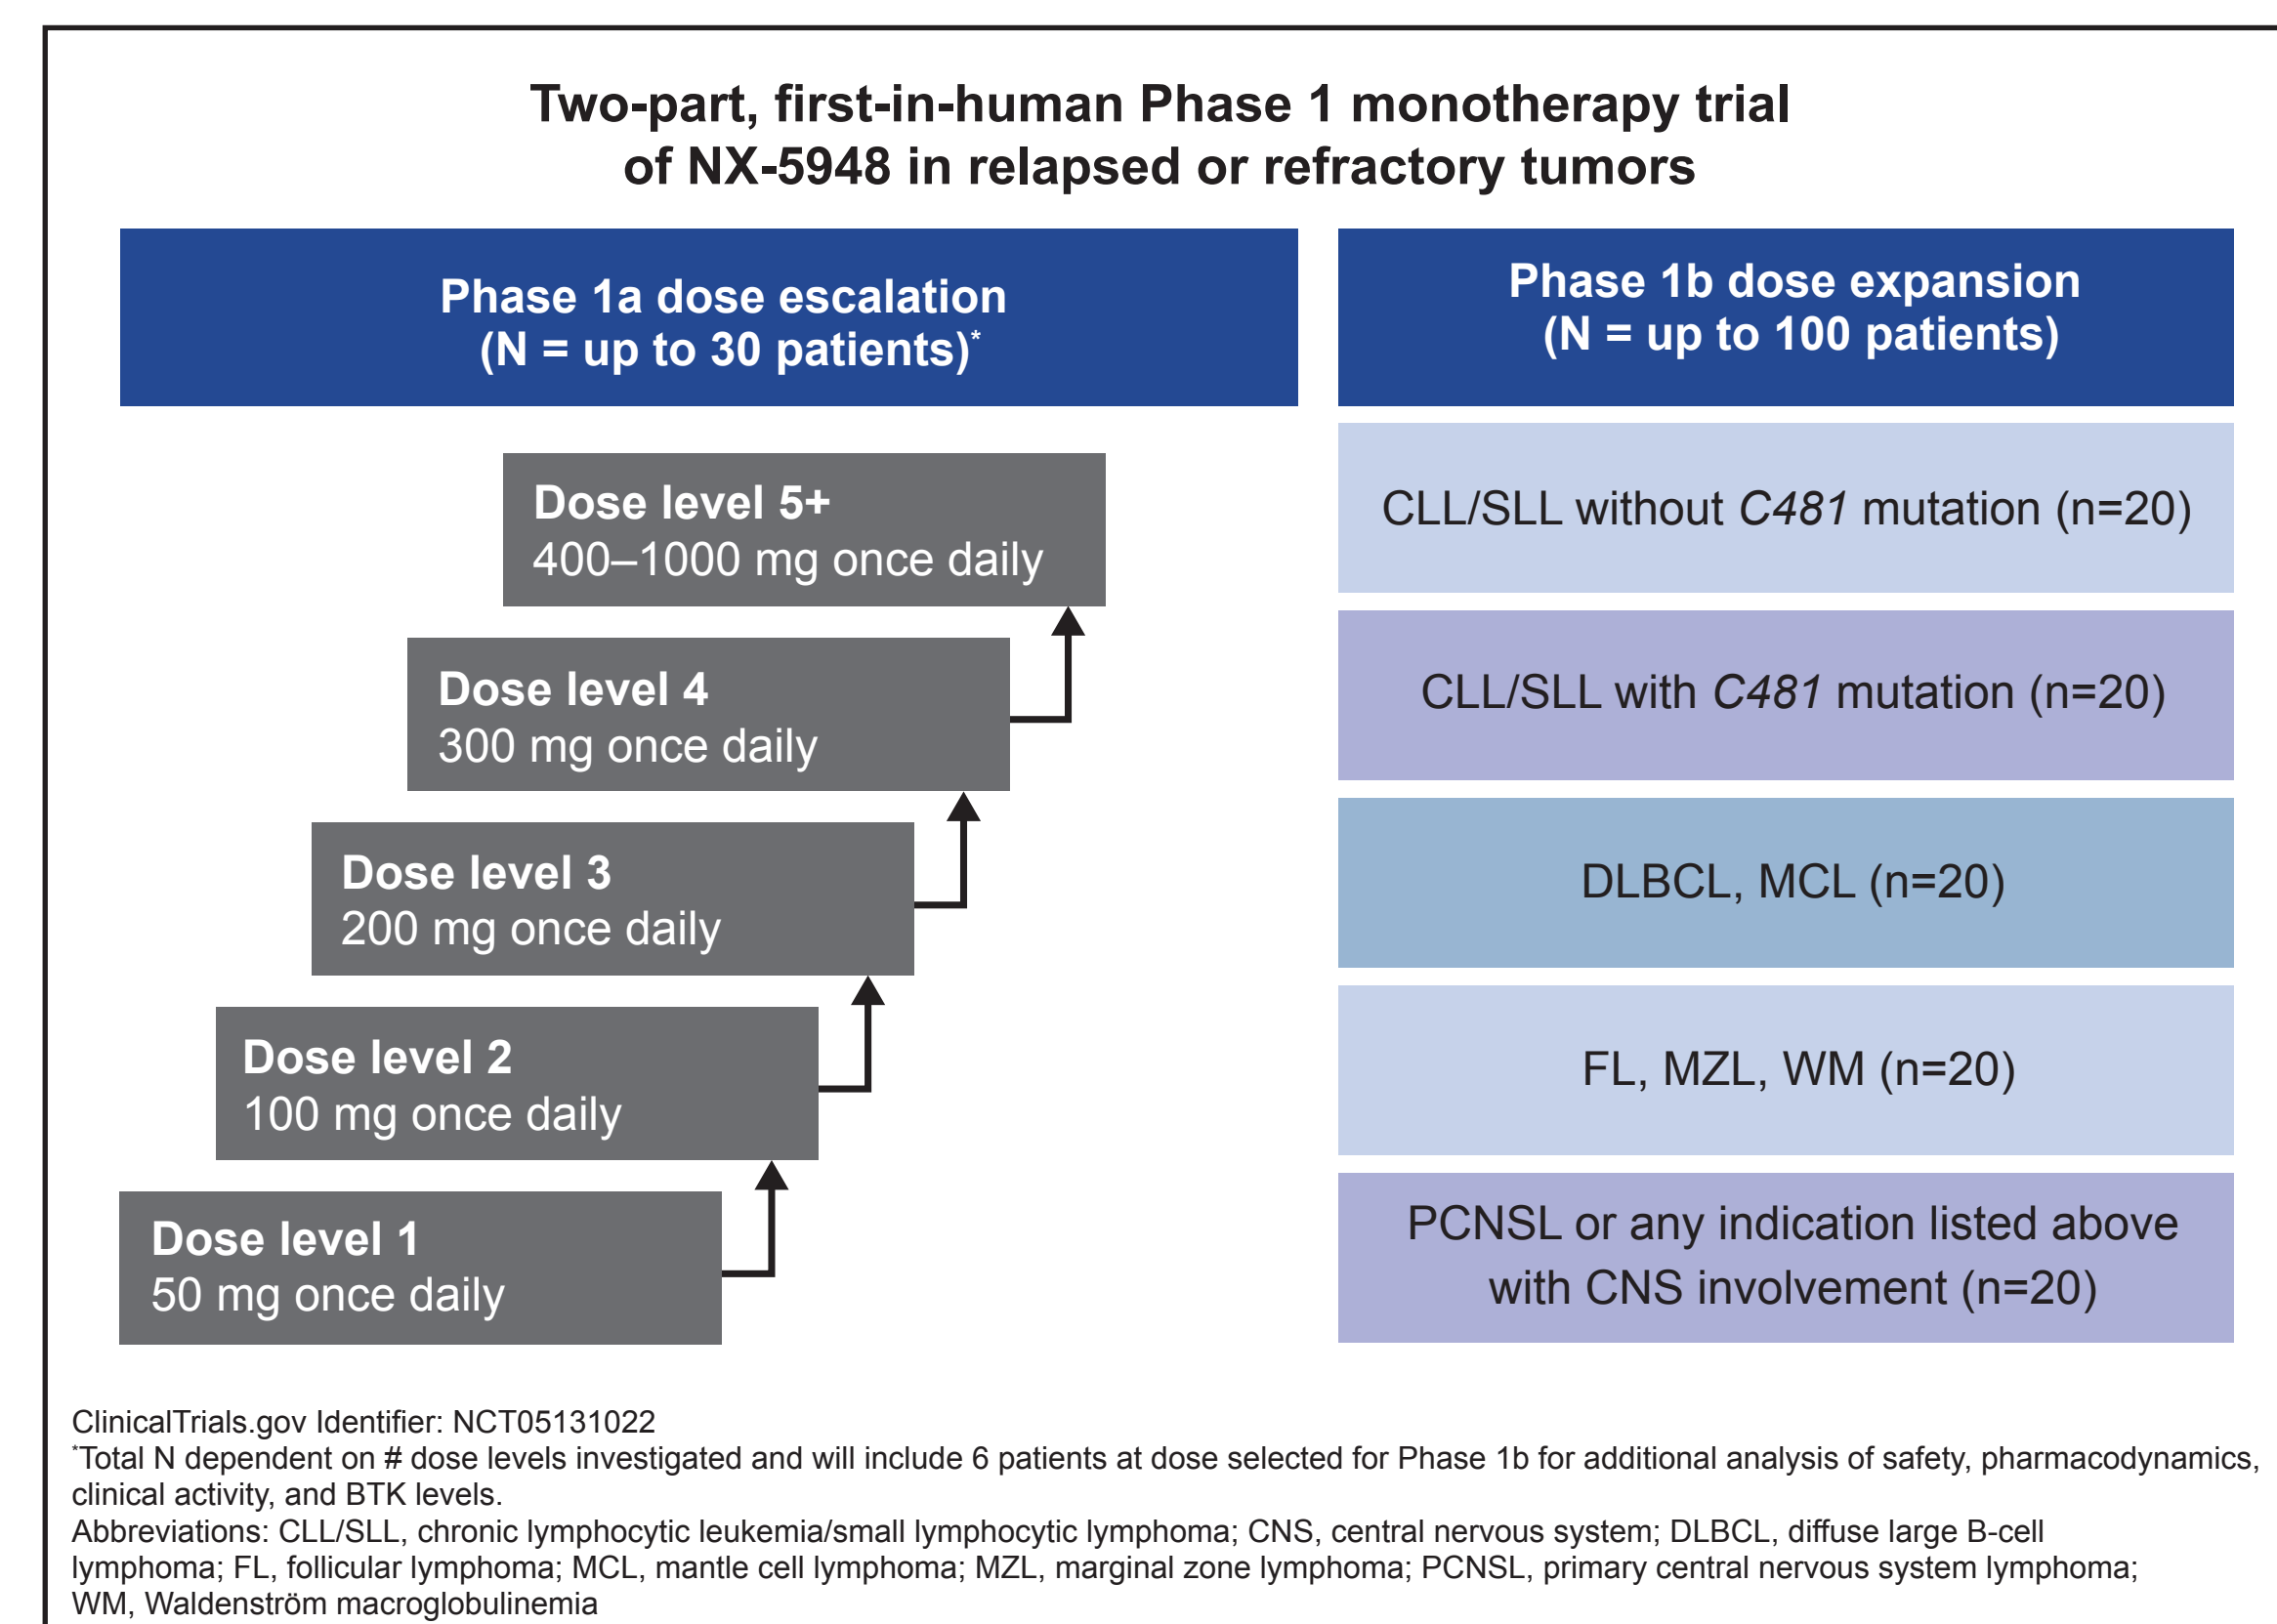 Two-part, first-in-human Phase 1 monotherapy trial
of NX-5948 in relapsed or refractory tumors
Phase 1a dose escalation
(N = up to 30 patients)*
Dose level 5+
400–1000 mg once daily
Dose level 4
300 mg once daily
Dose level 3
200 mg once daily
Dose level 2
100 mg once daily
Dose level 1
50 mg once daily
Phase 1b dose expansion
(N = up to 100 patients)
CLL/SLL without C481 mutation (n=20)
CLL/SLL with C481 mutation (n=20)
DLBCL, MCL (n=20)
FL, MZL, WM (n=20)
PCNSL or any indication listed above
with CNS involvement (n=20)
ClinicalTrials.gov Identifier: NCT05131022
*Total N dependent on # dose levels investigated and will include 6 patients at dose selected for Phase 1b for additional analysis of safety, pharmacodynamics,
clinical activity, and BTK levels.
Abbreviations: CLL/SLL, chronic lymphocytic leukemia/small lymphocytic lymphoma; CNS, central nervous system; DLBCL, diffuse large B-cell
lymphoma; FL, follicular lymphoma; MCL, mantle cell lymphoma; MZL, marginal zone lymphoma; PCNSL, primary central nervous system lymphoma;
WM, Waldenström macroglobulinemia